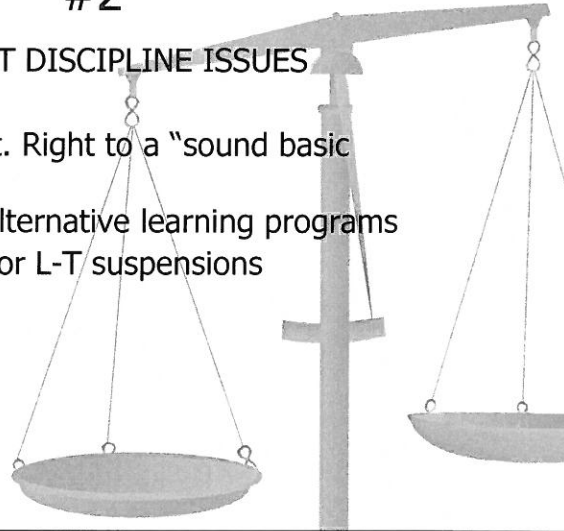 #2
T DISCIPLINE ISSUES
t. Right to a “sound basic
lternative learning programs
or L-T suspensions